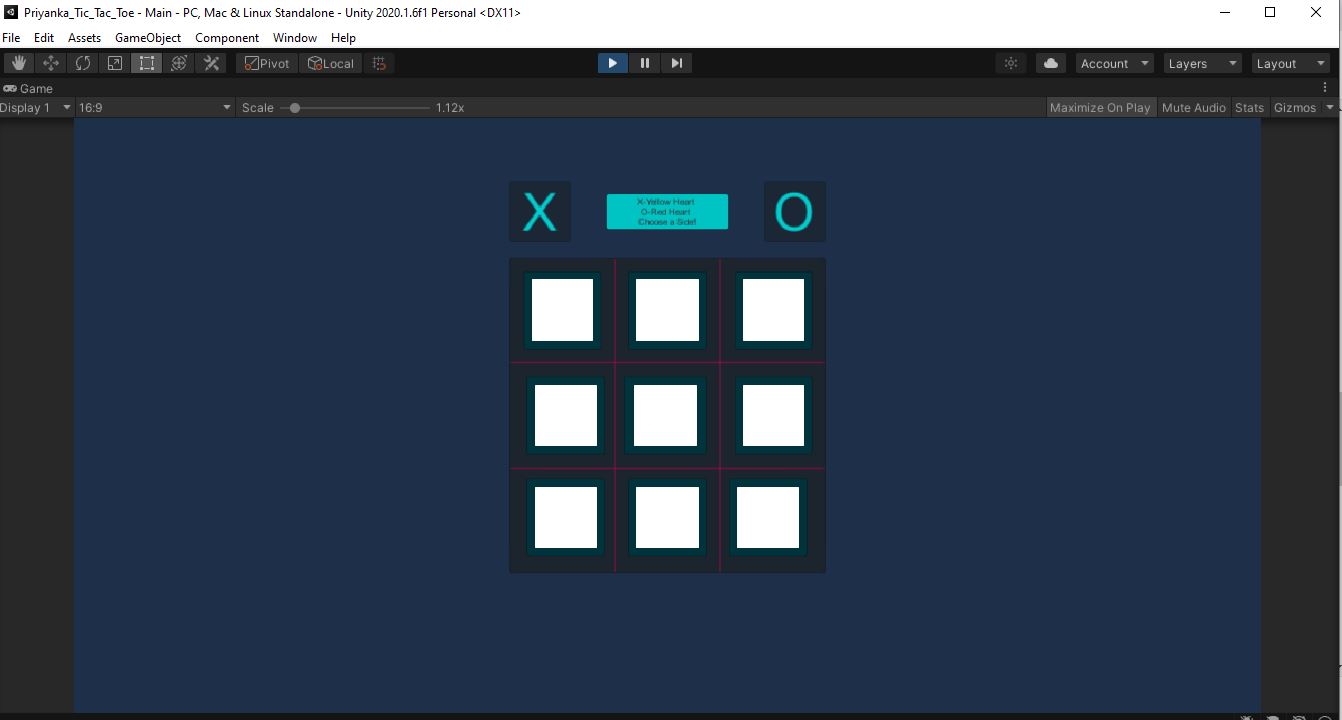 Priyanka_Tic_Tac_Toe - Main - PC, Mac & Linux Standalone - Unity 2020.1.6f1 Personal <DX11>
File Edit Assets GameObject Component Window Help
Pivot Local Account Layers Layout
Game
Display 1 16:9 Scale 1.12x Maximize On Play Mute Audio Stats Gizmos
X
X-Yellow Heart
O-Red Heart
Choose a Side!
O